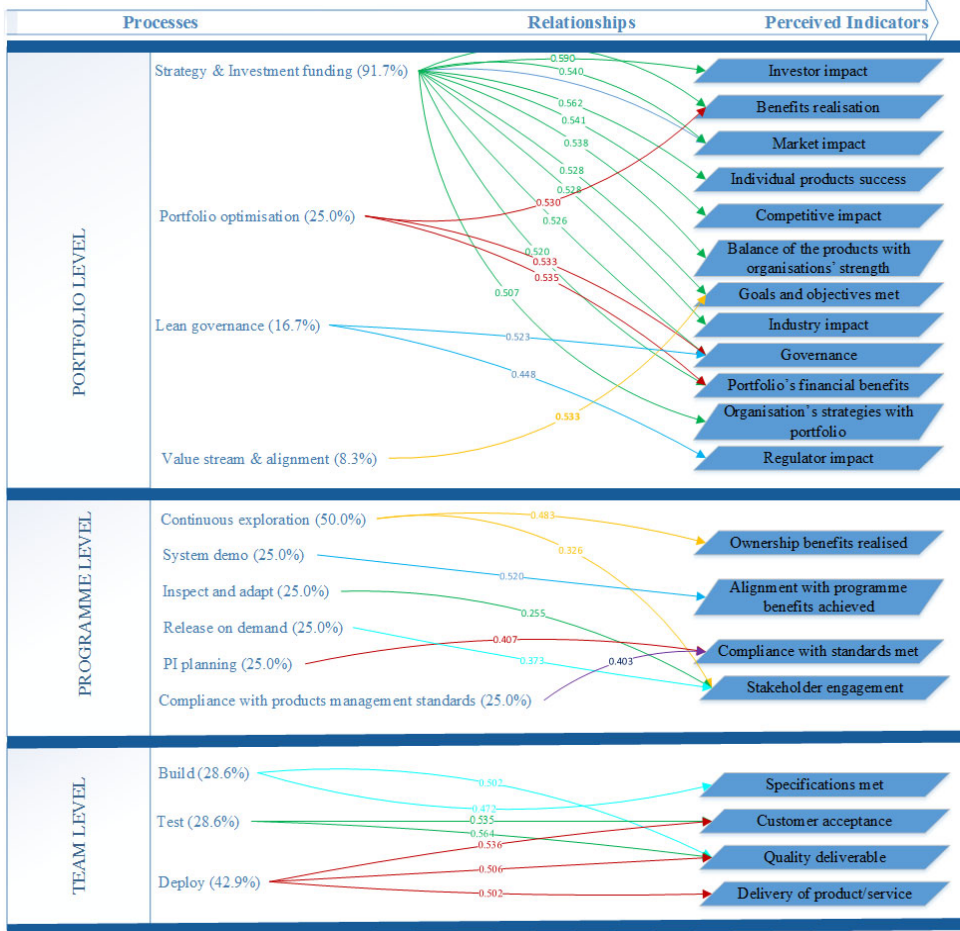 Processes
Relationships
Perceived Indicators
PORTFOLIO LEVEL
Strategy & Investment funding (91.7%)
Portfolio optimisation (25.0%)
Lean governance (16.7%)
Value stream & alignment (8.3%)
0.590
0.540
0.562
0.541
0.538
0.528
0.528
0.530
0.526
0.520
0.533
0.535
0.507
0.523
0.448
0.533
Investor impact
Benefits realisation
Market impact
Individual products success
Competitive impact
Balance of the products with
organisations' strength
Goals and objectives met
Industry impact
Governance
Portfolio's financial benefits
Organisation's strategies with
portfolio
Regulator impact
PROGRAMME LEVEL
Continuous exploration (50.0%)
System demo (25.0%)
Inspect and adapt (25.0%)
Release on demand (25.0%)
PI planning (25.0%)
Compliance with products management standards (25.0%)
0.483
0.326
0.520
0.255
0.407
0.373
0.403
Ownership benefits realised
Alignment with programme
benefits achieved
Compliance with standards met
Stakeholder engagement
TEAM LEVEL
Build (28.6%)
Test (28.6%)
Deploy (42.9%)
0.502
0.472
0.535
0.564
0.536
0.506
0.502
Specifications met
Customer acceptance
Quality deliverable
Delivery of product/service